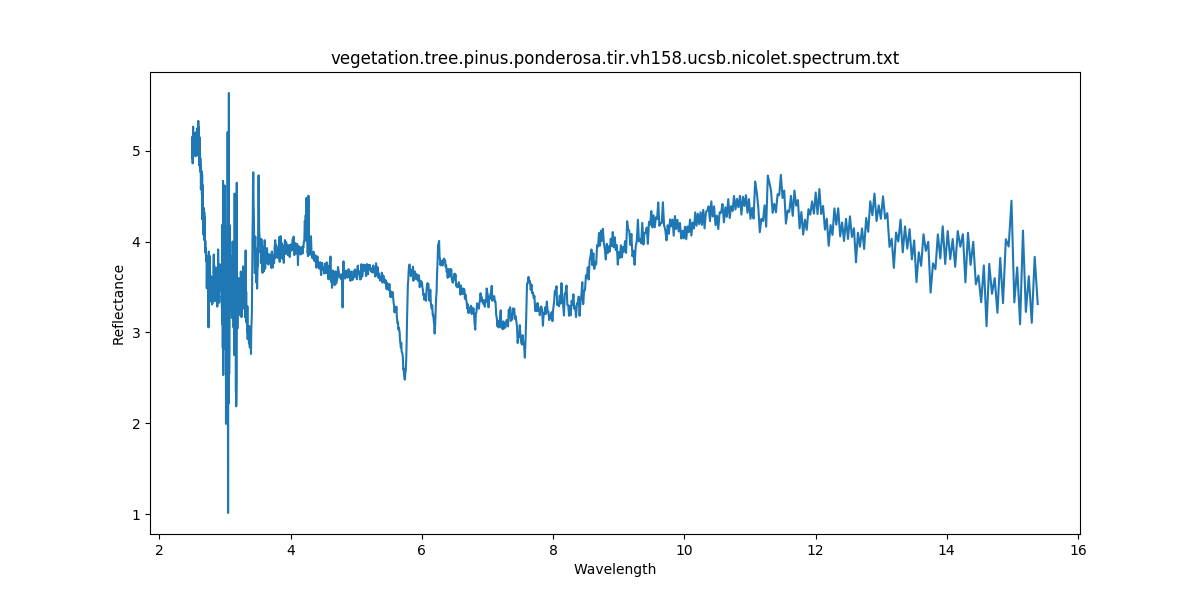 vegetation.tree.pinus.ponderosa.tir.vh158.ucsb.nicolet.spectrum.txt
Reflectance
5
4
3
2
1
2 4 6 8 10 12 14 16
Wavelength